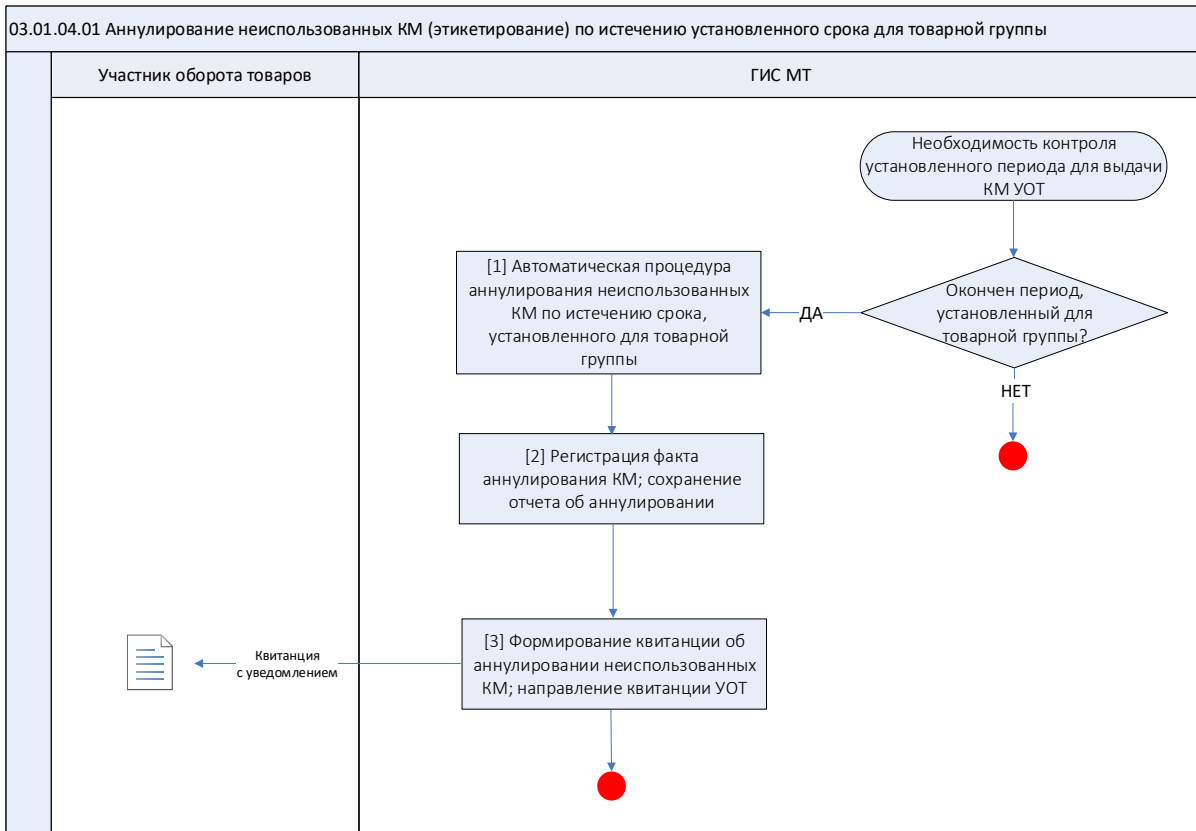 03.01.04.01 Аннулирование неиспользованных КМ (этикетирование) по истечению установленного срока для товарной группы
Участник оборота товаров
ГИС МТ
Необходимость контроля
установленного периода для выдачи
КМ УОТ
Окончен период,
установленный для
товарной группы?
ДА
НЕТ
[1] Автоматическая процедура
аннулирования неиспользованных
КМ по истечению срока,
установленного для товарной
группы
[2] Регистрация факта
аннулирования КМ; сохранение
отчета об аннулировании
[3] Формирование квитанции об
аннулировании неиспользованных
КМ; направление квитанции УОТ
Квитанция
с уведомлением